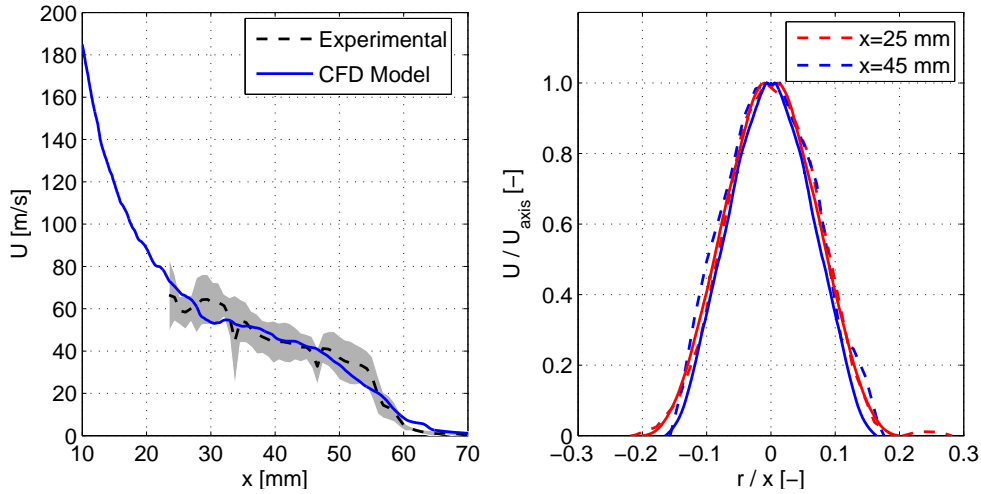 200
180
160
140
120
100
80
60
40
20
0
U [m/s]
10 20 30 40 50 60 70
x [mm]
Experimental
CFD Model
1
0.8
0.6
0.4
0.2
0
U / U_axis [−]
−0.3 −0.2 −0.1 0 0.1 0.2 0.3
r / x [−]
x=25 mm
x=45 mm